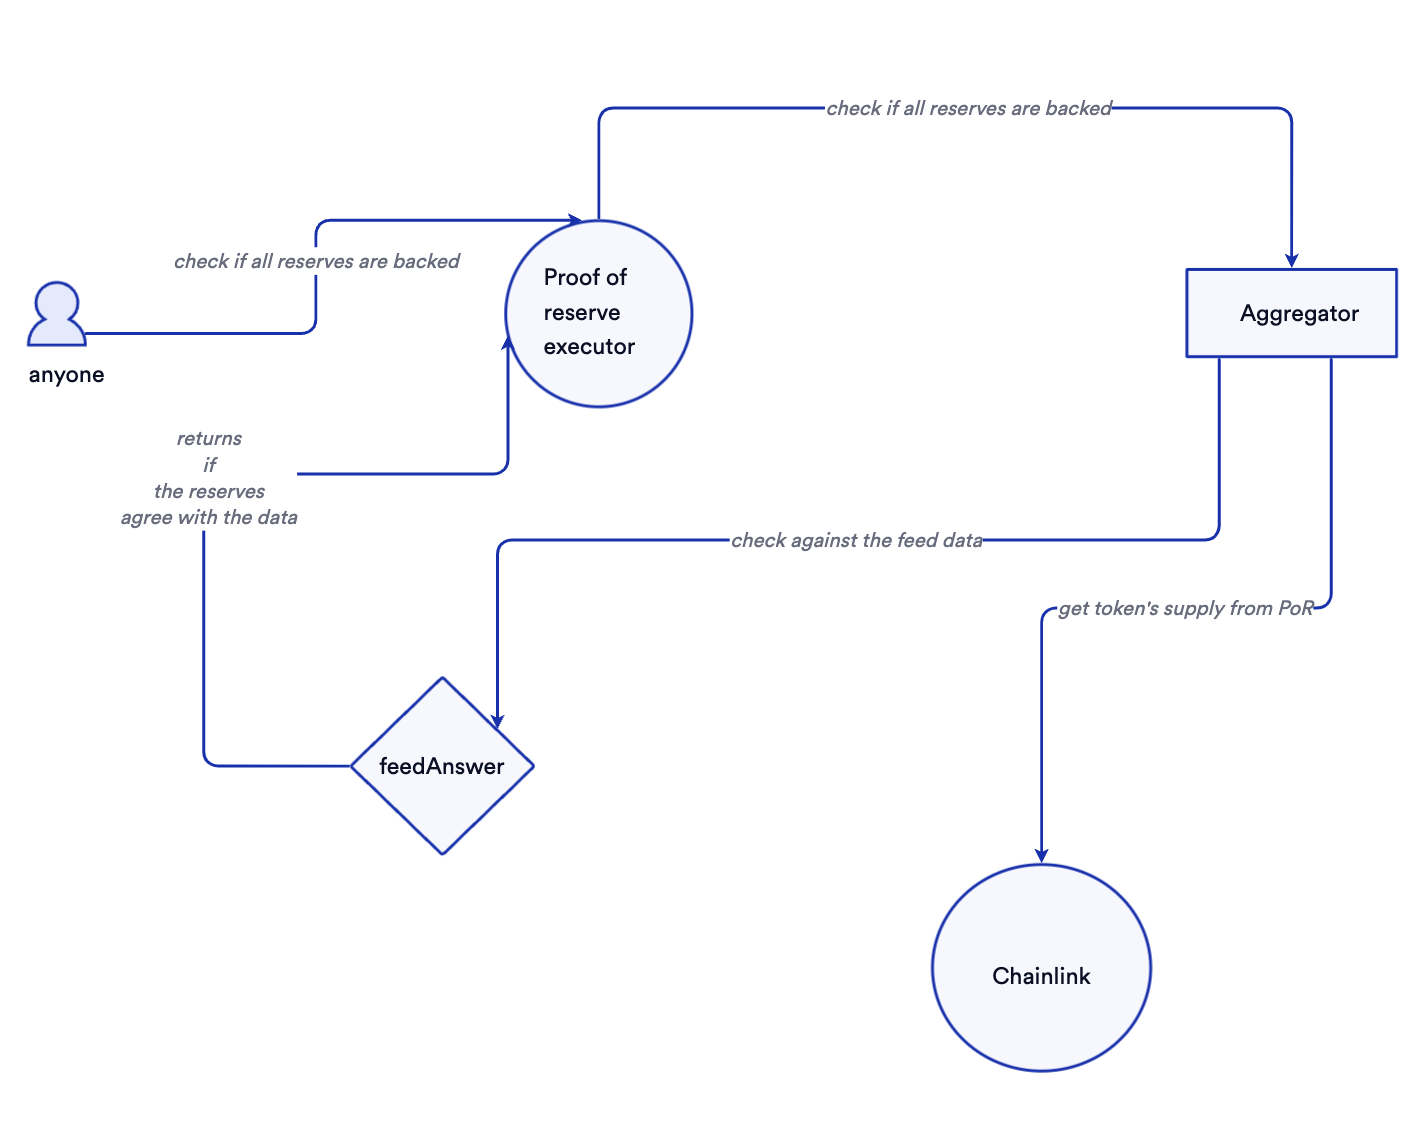 check if all reserves are backed
check if all reserves are backed
Proof of
reserve
executor
Aggregator
anyone
returns
if
the reserves
agree with the data
check against the feed data
get token's supply from PoR
feedAnswer
Chainlink